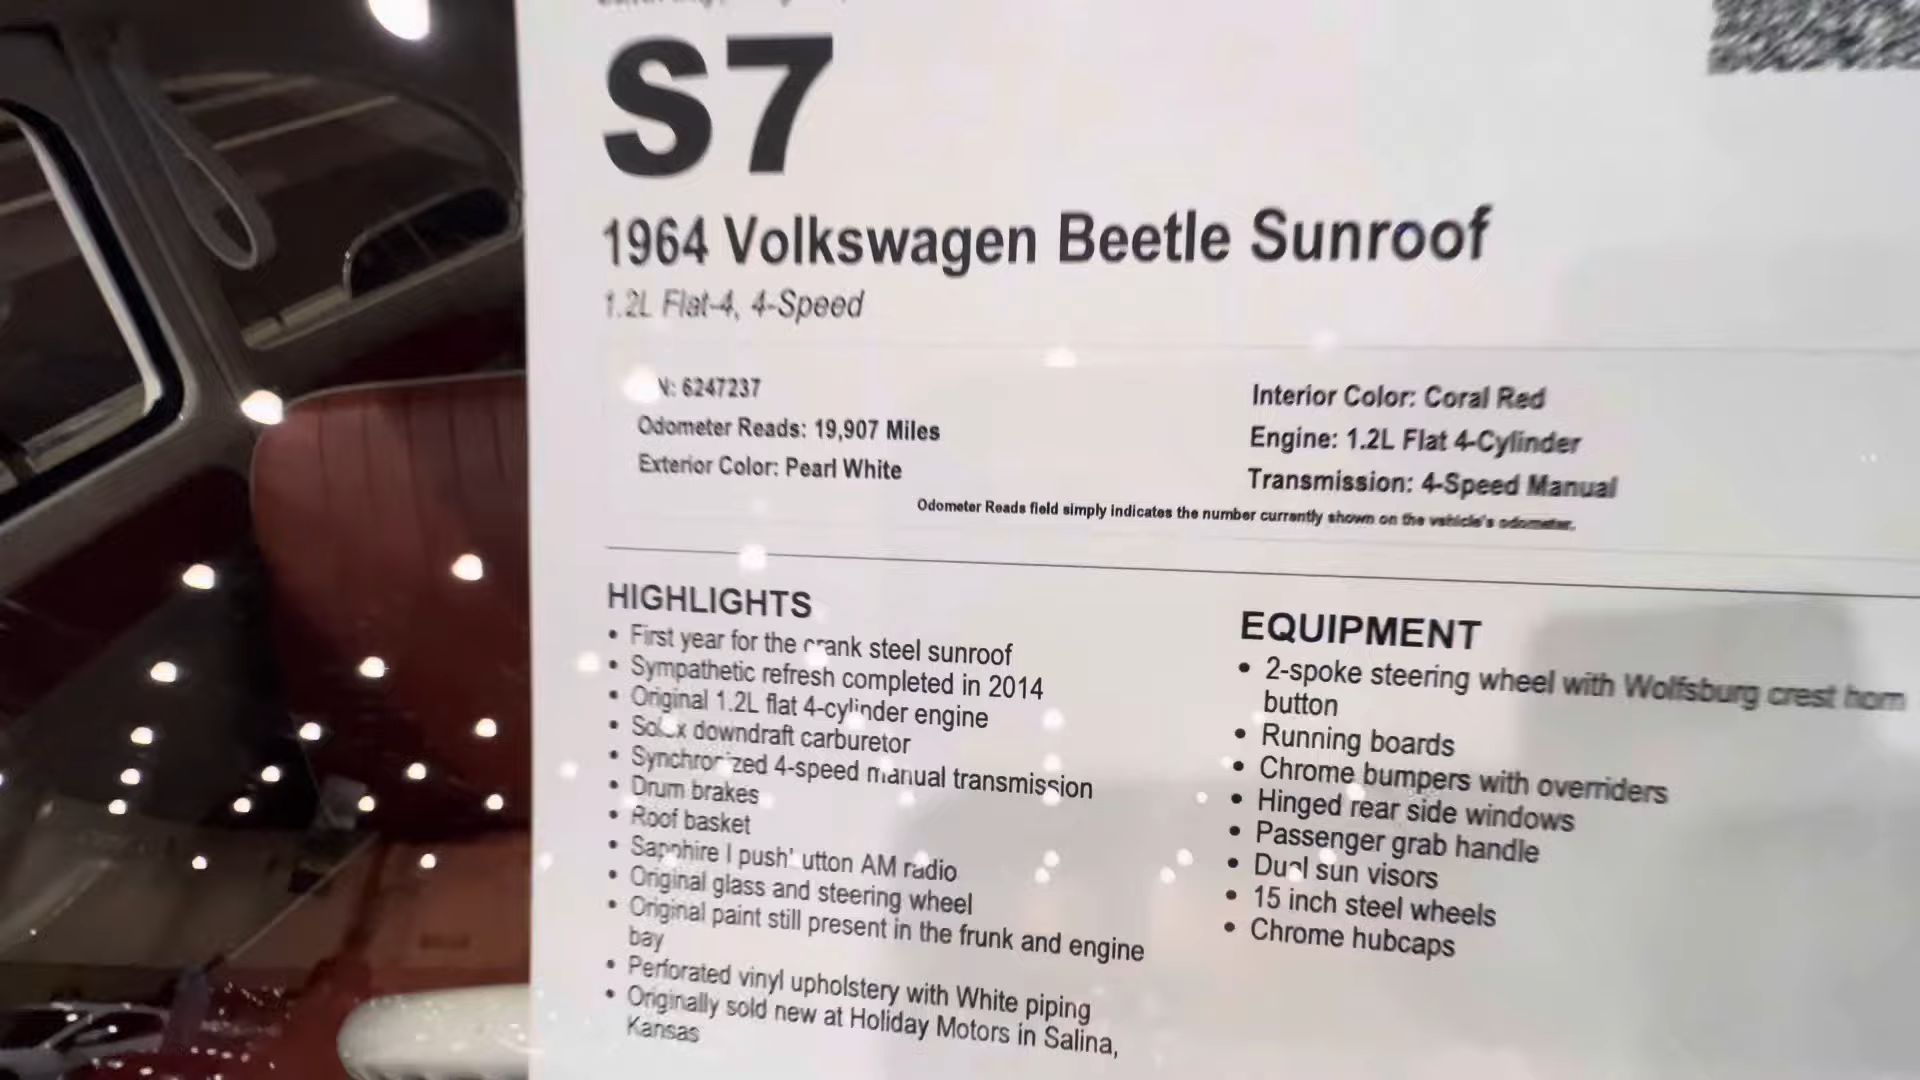 S7
1964 Volkswagen Beetle Sunroof
1.2L Flat-4, 4-Speed
N: 6247237
Odometer Reads: 19,907 Miles
Exterior Color: Pearl White
Interior Color: Coral Red
Engine: 1.2L Flat 4-Cylinder
Transmission: 4-Speed Manual
Odometer Reads field simply indicates the number currently shown on the vehicle's odometer.
HIGHLIGHTS
• First year for the crank steel sunroof
• Sympathetic refresh completed in 2014
• Original 1.2L flat 4-cylinder engine
• Solex downdraft carburetor
• Synchronized 4-speed manual transmission
• Drum brakes
• Roof basket
• Sapphire I pushbutton AM radio
• Original glass and steering wheel
• Original paint still present in the frunk and engine
bay
• Perforated vinyl upholstery with White piping
• Originally sold new at Holiday Motors in Salina,
Kansas
EQUIPMENT
• 2-spoke steering wheel with Wolfsburg crest horn
button
• Running boards
• Chrome bumpers with overriders
• Hinged rear side windows
• Passenger grab handle
• Dual sun visors
• 15 inch steel wheels
• Chrome hubcaps